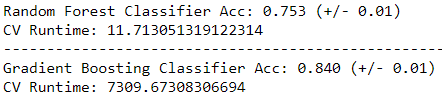 Random Forest Classifier Acc: 0.753 (+/- 0.01)
CV Runtime: 11.713051319122314
------------------------------------------------
Gradient Boosting Classifier Acc: 0.840 (+/- 0.01)
CV Runtime: 7309.67308306694